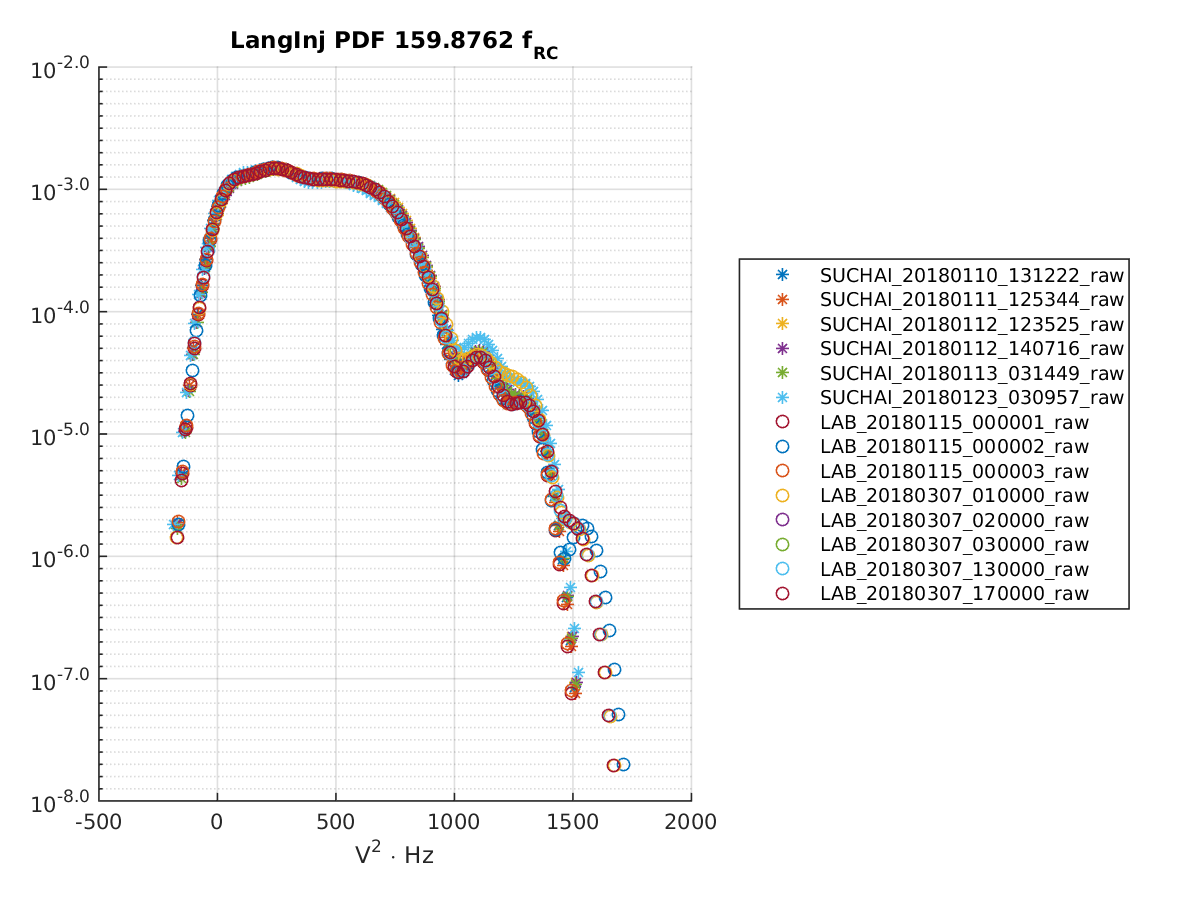 LangInj PDF 159.8762 f_RC
10^-2.0
10^-3.0
10^-4.0
10^-5.0
10^-6.0
10^-7.0
10^-8.0
-500 0 500 1000 1500 2000
V^2 · Hz
SUCHAI_20180110_131222_raw
SUCHAI_20180111_125344_raw
SUCHAI_20180112_123525_raw
SUCHAI_20180112_140716_raw
SUCHAI_20180113_031449_raw
SUCHAI_20180123_030957_raw
LAB_20180115_000001_raw
LAB_20180115_000002_raw
LAB_20180115_000003_raw
LAB_20180307_010000_raw
LAB_20180307_020000_raw
LAB_20180307_030000_raw
LAB_20180307_130000_raw
LAB_20180307_170000_raw